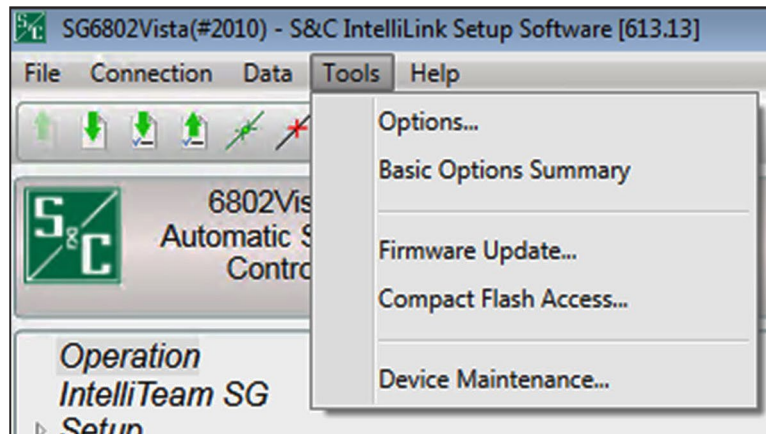 SG6802Vista(#2010) - S&C IntelliLink Setup Software [613.13]
File Connection Data Tools Help
Options...
Basic Options Summary
S&C
6802Vis
Automatic S
Contro
Firmware Update...
Compact Flash Access...
Device Maintenance...
Operation
IntelliTeam SG
Setup